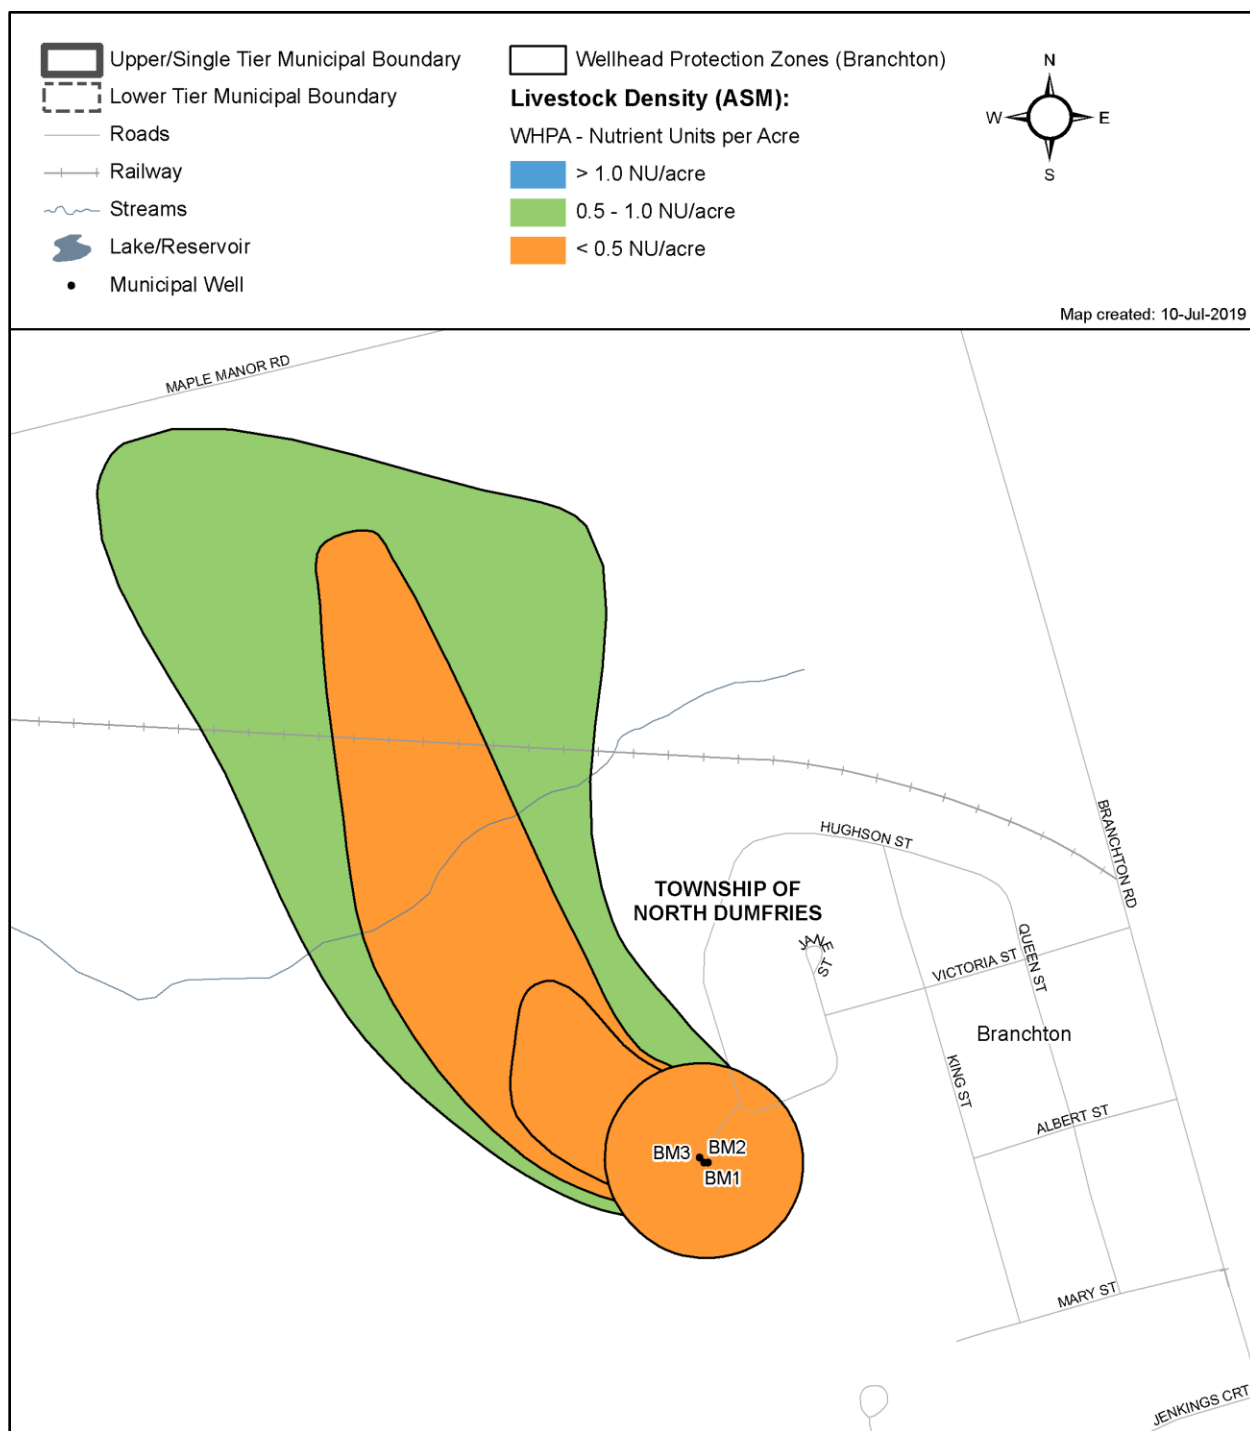 Upper/Single Tier Municipal Boundary
Lower Tier Municipal Boundary
Roads
Railway
Streams
Lake/Reservoir
Municipal Well
Wellhead Protection Zones (Branchton)
Livestock Density (ASM):
WHPA - Nutrient Units per Acre
> 1.0 NU/acre
0.5 - 1.0 NU/acre
< 0.5 NU/acre
N
W
E
S
Map created: 10-Jul-2019
MAPLE MANOR RD
BRANCHTON RD
HUGHSON ST
TOWNSHIP OF
NORTH DUMFRIES
JANE ST
QUEEN ST
VICTORIA ST
Branchton
KING ST
ALBERT ST
BM3
BM2
BM1
MARY ST
JENKINGS CRT